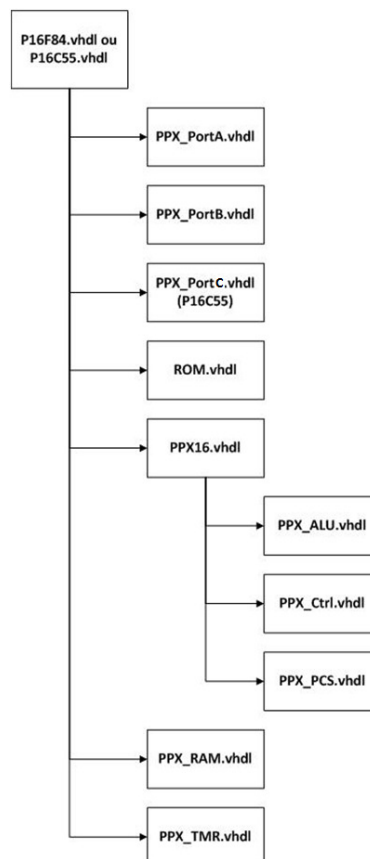 P16F84.vhdl ou
P16C55.vhdl
PPX_PortA.vhdl
PPX_PortB.vhdl
PPX_PortC.vhdl
(P16C55)
ROM.vhdl
PPX16.vhdl
PPX_ALU.vhdl
PPX_Ctrl.vhdl
PPX_PCS.vhdl
PPX_RAM.vhdl
PPX_TMR.vhdl